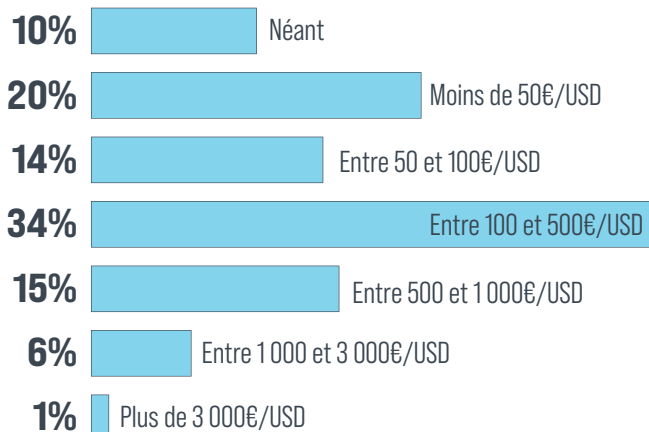 10% Néant
20% Moins de 50€/USD
14% Entre 50 et 100€/USD
34% Entre 100 et 500€/USD
15% Entre 500 et 1 000€/USD
6% Entre 1 000 et 3 000€/USD
1% Plus de 3 000€/USD